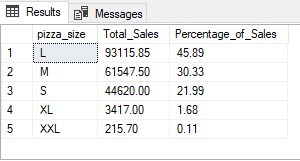 Results Messages
pizza_size Total_Sales Percentage_of_Sales
1 L 93115.85 45.89
2 M 61547.50 30.33
3 S 44620.00 21.99
4 XL 3417.00 1.68
5 XXL 215.70 0.11